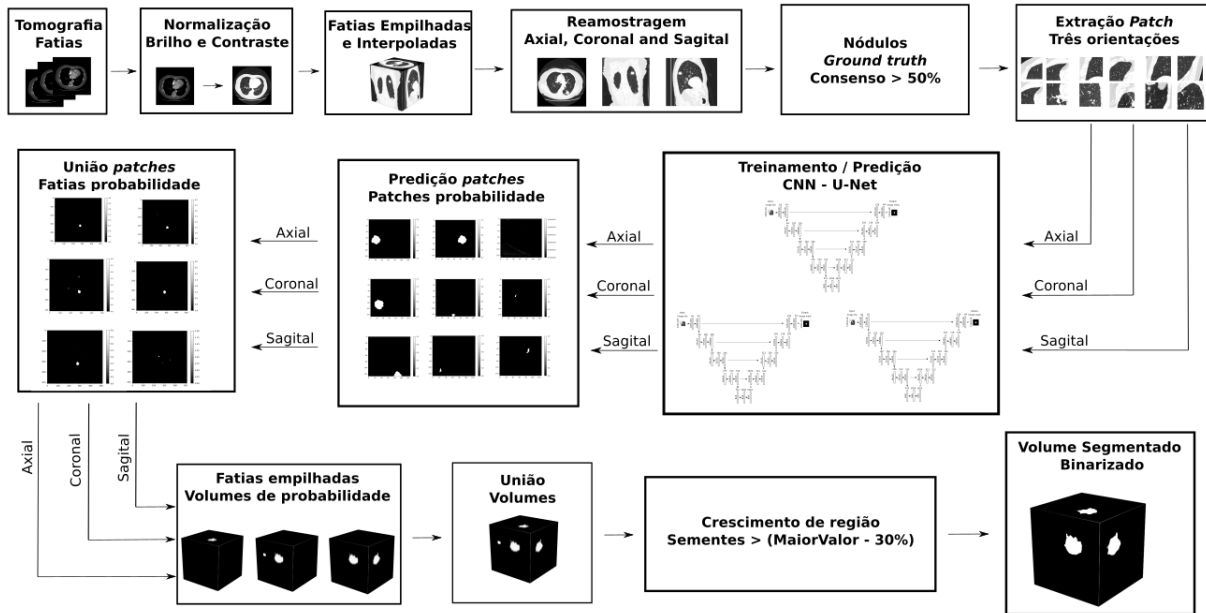 Tomografia
Fatias
Normalização
Brilho e Contraste
Fatias Empilhadas
e Interpoladas
Reamostragem
Axial, Coronal and Sagital
Nódulos
Ground truth
Consenso > 50%
Extração Patch
Três orientações
União patches
Fatias probabilidade
Predição patches
Patches probabilidade
Treinamento / Predição
CNN - U-Net
Axial
Coronal
Sagital
Axial
Coronal
Sagital
Axial
Coronal
Sagital
Axial
Coronal
Sagital
Fatias empilhadas
Volumes de probabilidade
União
Volumes
Crescimento de região
Sementes > (MaiorValor - 30%)
Volume Segmentado
Binarizado